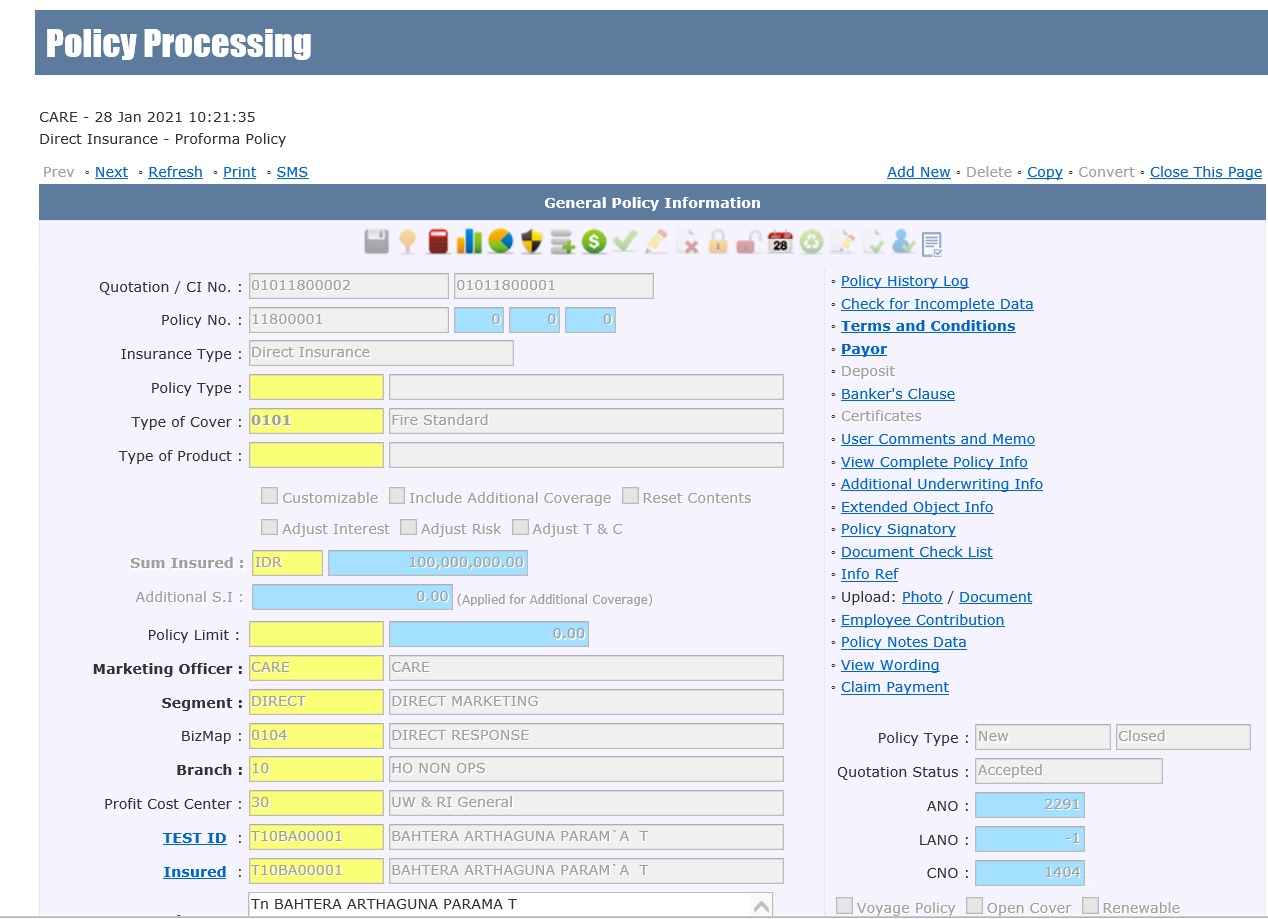 Policy Processing
CARE - 28 Jan 2021 10:21:35
Direct Insurance - Proforma Policy
Prev ∘ Next ∘ Refresh ∘ Print ∘ SMS
Add New ∘ Delete ∘ Copy ∘ Convert ∘ Close This Page
General Policy Information
28
Quotation / CI No. : 01011800002 01011800001
Policy No. : 11800001 0 0 0
Insurance Type : Direct Insurance
Policy Type :
Type of Cover : 0101 Fire Standard
Type of Product :
Customizable Include Additional Coverage Reset Contents
Adjust Interest Adjust Risk Adjust T & C
Sum Insured : IDR 100,000,000.00
Additional S.I : 0.00 (Applied for Additional Coverage)
Policy Limit : 0.00
Marketing Officer : CARE CARE
Segment : DIRECT DIRECT MARKETING
BizMap : 0104 DIRECT RESPONSE
Branch : 10 HO NON OPS
Profit Cost Center : 30 UW & RI General
TEST ID : T10BA00001 BAHTERA ARTHAGUNA PARAM`A T
Insured : T10BA00001 BAHTERA ARTHAGUNA PARAM`A T
Tn BAHTERA ARTHAGUNA PARAMA T
∘ Policy History Log
∘ Check for Incomplete Data
∘ Terms and Conditions
∘ Payor
∘ Deposit
∘ Banker's Clause
∘ Certificates
∘ User Comments and Memo
∘ View Complete Policy Info
∘ Additional Underwriting Info
∘ Extended Object Info
∘ Policy Signatory
∘ Document Check List
∘ Info Ref
∘ Upload: Photo / Document
∘ Employee Contribution
∘ Policy Notes Data
∘ View Wording
∘ Claim Payment
Policy Type : New Closed
Quotation Status : Accepted
ANO : 2291
LANO : -1
CNO : 1404
Voyage Policy Open Cover Renewable